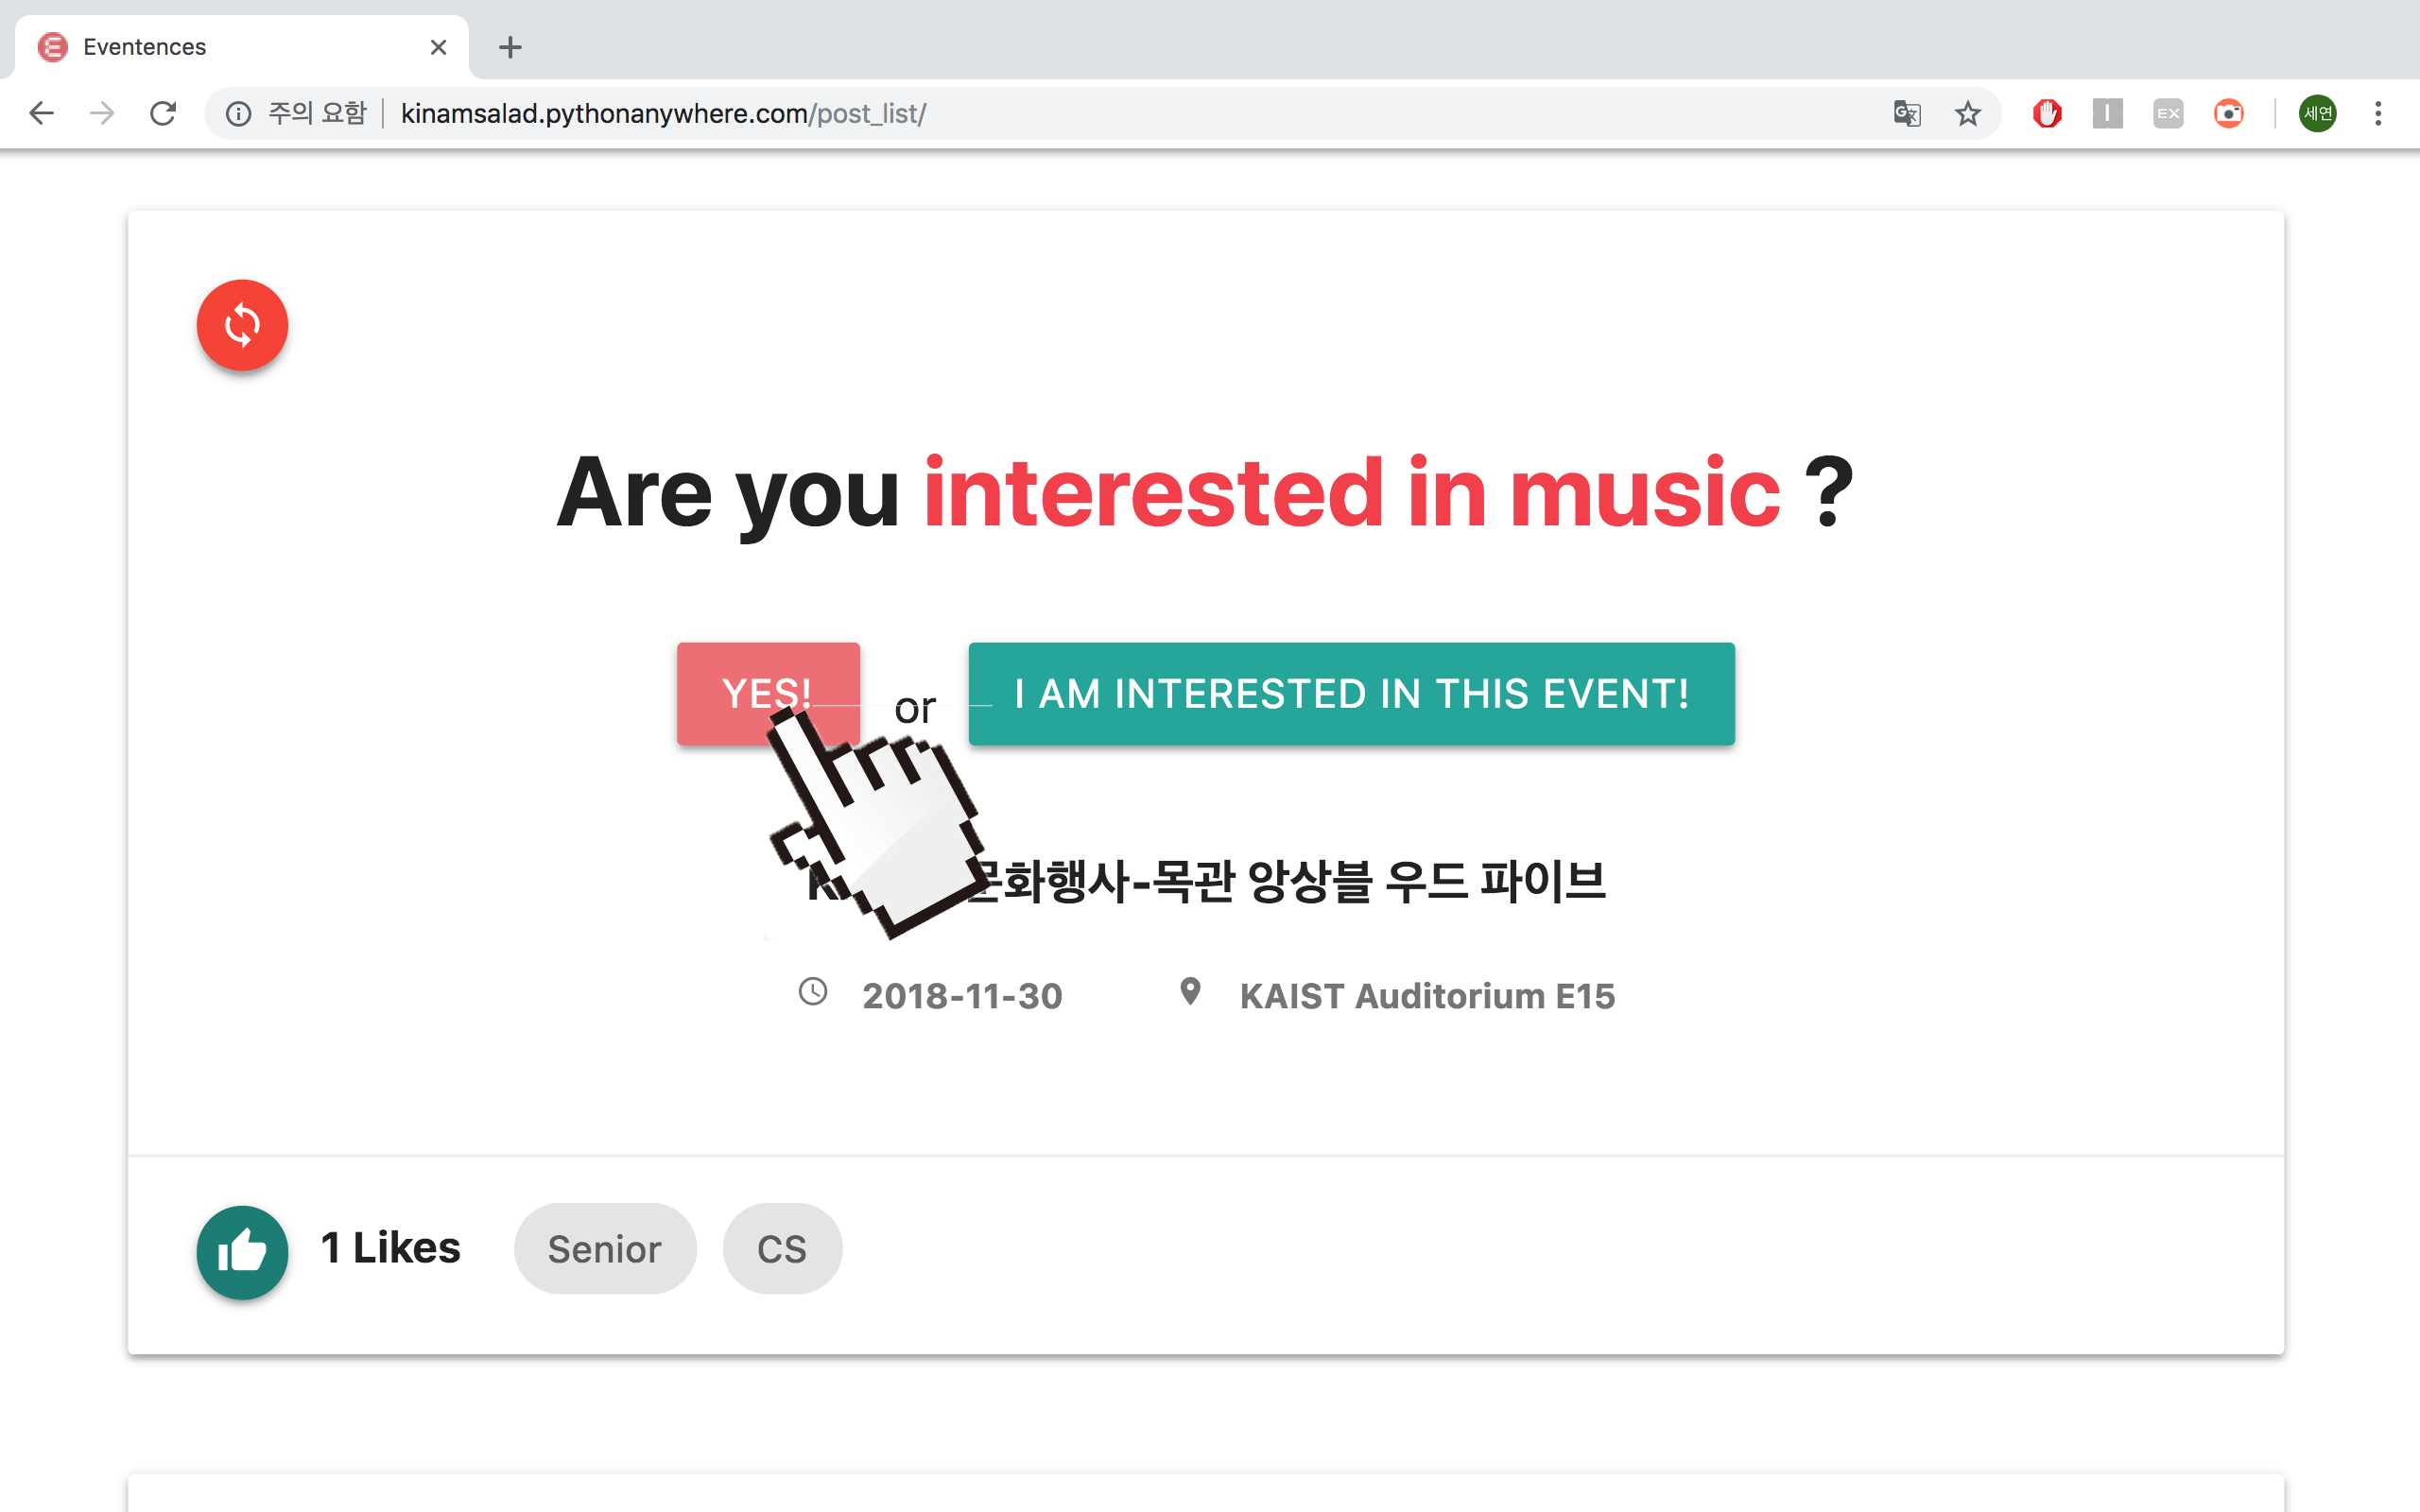 Eventences
주의 요함 kinamsalad.pythonanywhere.com/post_list/
EX
세연
Are you interested in music ?
YES! or I AM INTERESTED IN THIS EVENT!
문화행사-목관 앙상블 우드 파이브
2018-11-30 KAIST Auditorium E15
1 Likes Senior CS